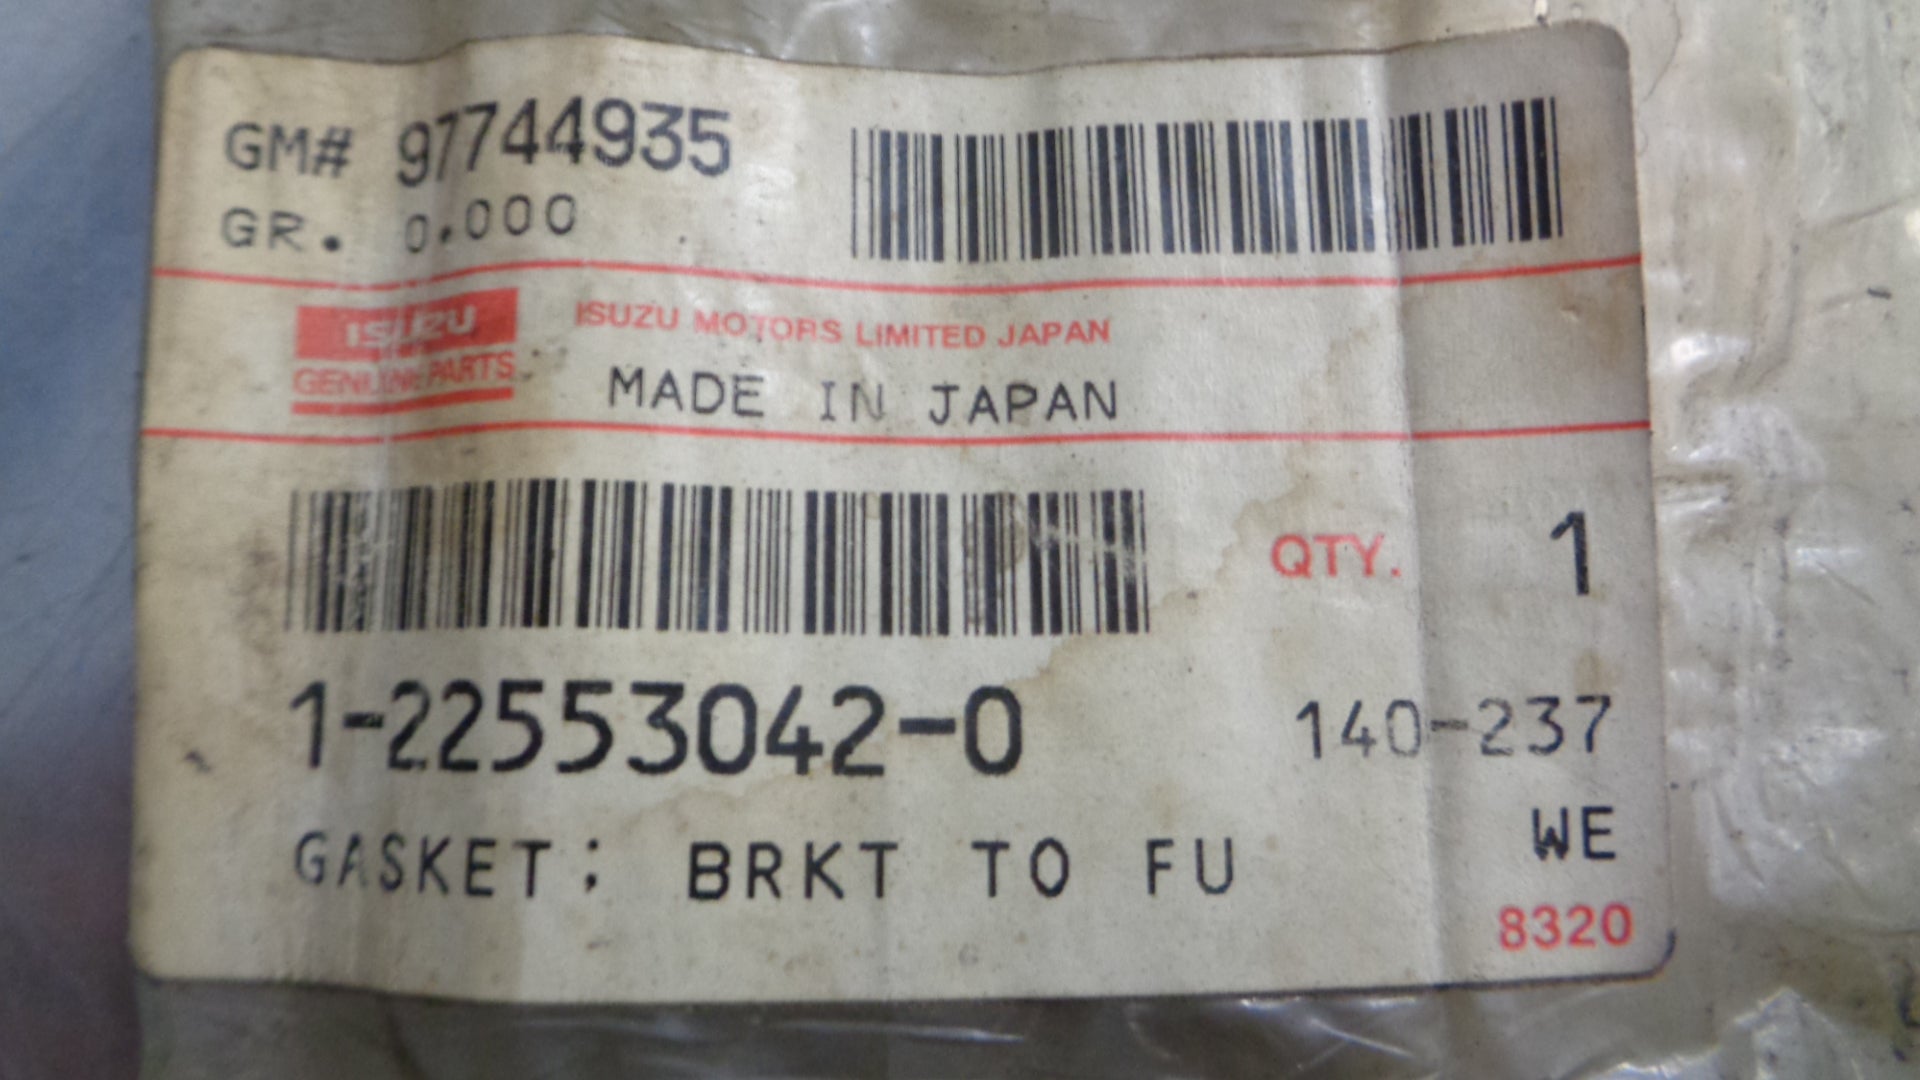 GM# 97744935
GR. 0.000
ISUZU
GENUINE PARTS
ISUZU MOTORS LIMITED JAPAN
MADE IN JAPAN
QTY. 1
1-22553042-0
140-237
GASKET; BRKT TO FU
WE
8320